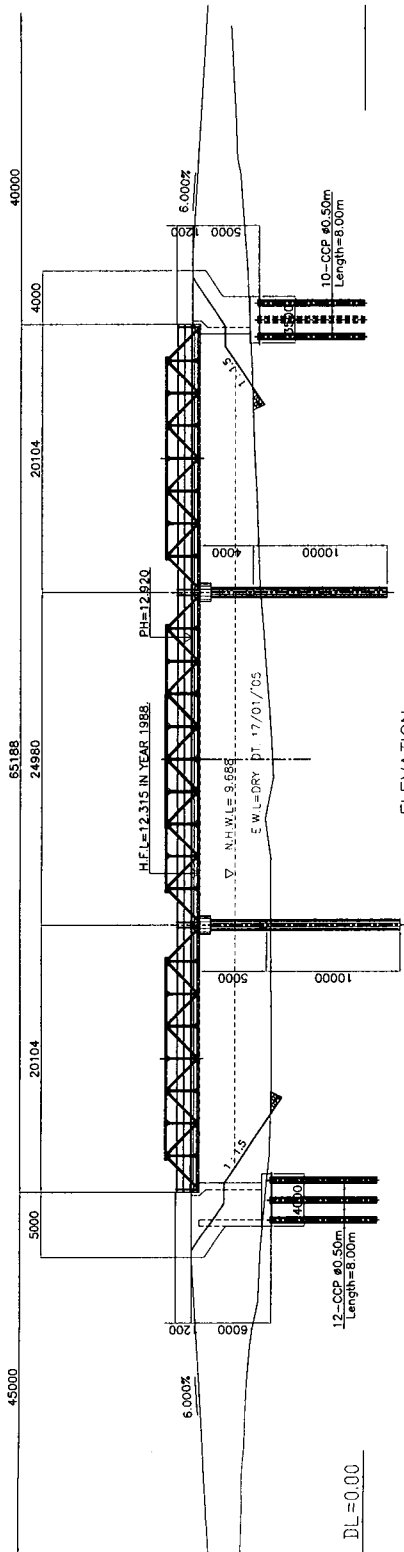 45000
65188
40000
5000
20104
24980
20104
4000
6.000%
1200
6000
H.F.L=12.315 IN YEAR 1988
PH=12.920
6.000%
1200
5000
1 : 1.5
N.H.W.L= 9.688
E.W.L=DRY DT. 17/01/'05
1 : 1.5
5000
10000
4000
10000
4000
3500
12-CCP ø0.50m
Length=8.00m
10-CCP ø0.50m
Length=8.00m
DL=0.00
ELEVATION